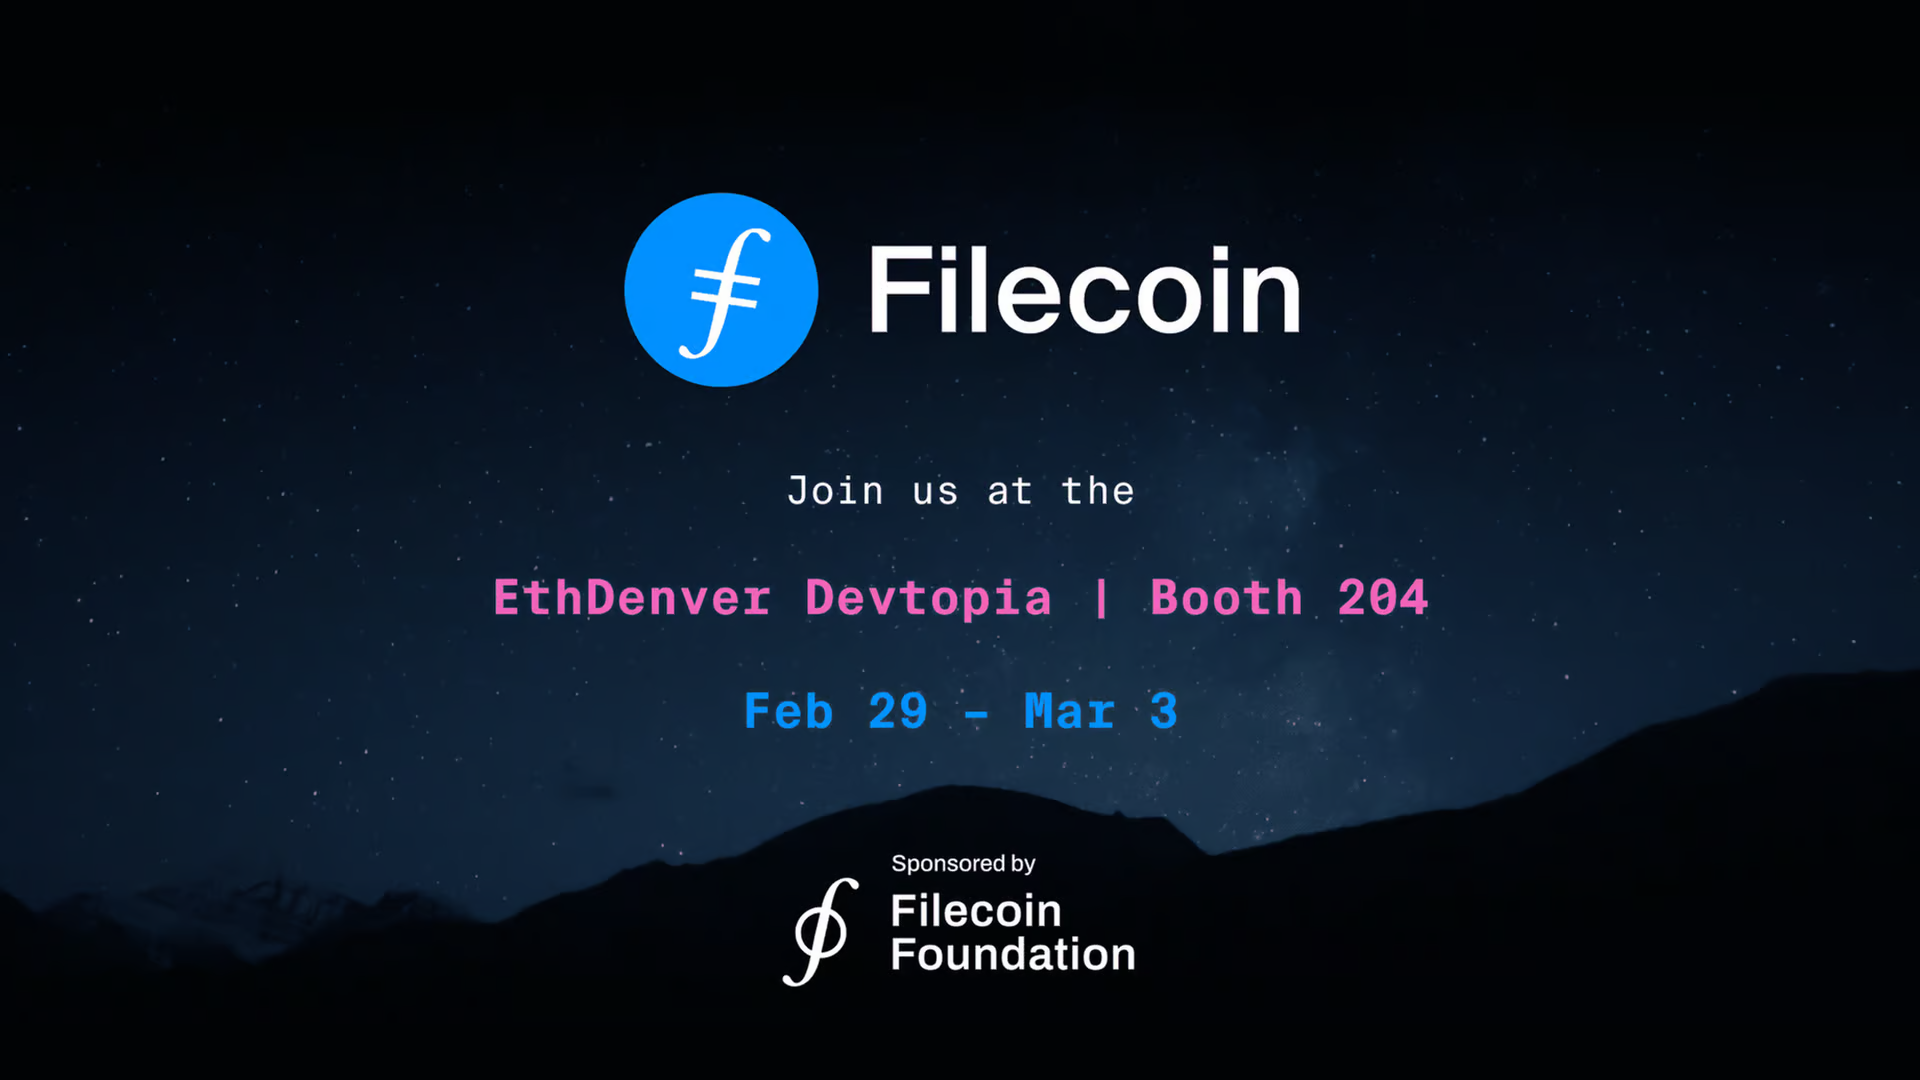 Filecoin
Join us at the
EthDenver Devtopia | Booth 204
Feb 29 – Mar 3
Sponsored by
Filecoin
Foundation